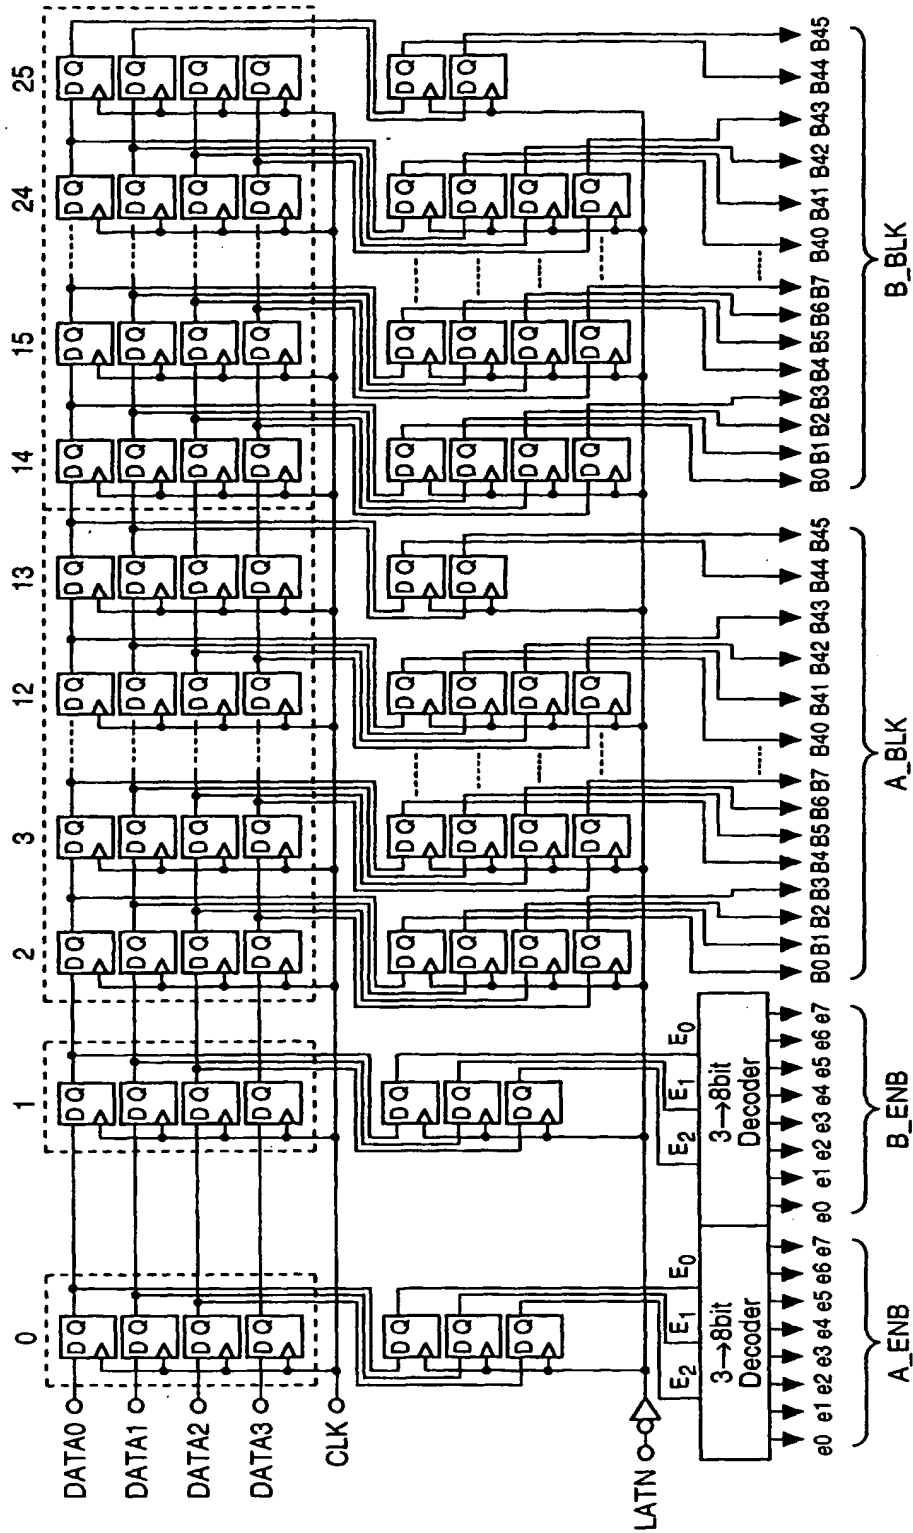 0 1 2 3 12 13 14 15 24 25
DATA0 D Q D Q D Q D Q D Q D Q D Q D Q D Q D Q
DATA1 D Q D Q D Q D Q D Q D Q D Q D Q D Q D Q
DATA2 D Q D Q D Q D Q D Q D Q D Q D Q D Q D Q
DATA3 D Q D Q D Q D Q D Q D Q D Q D Q D Q D Q
CLK
D Q D Q D Q D Q D Q D Q D Q D Q D Q D Q
D Q D Q D Q D Q D Q D Q D Q D Q D Q D Q
D Q D Q D Q D Q D Q D Q D Q D Q
D Q D Q D Q D Q D Q D Q
LATN
E2 E1 E0 E2 E1 E0
3→8bit 3→8bit
Decoder Decoder
e0 e1 e2 e3 e4 e5 e6 e7 e0 e1 e2 e3 e4 e5 e6 e7 B0 B1 B2 B3 B4 B5 B6 B7 B40 B41 B42 B43 B44 B45 B0 B1 B2 B3 B4 B5 B6 B7 B40 B41 B42 B43 B44 B45
A_ENB B_ENB A_BLK B_BLK